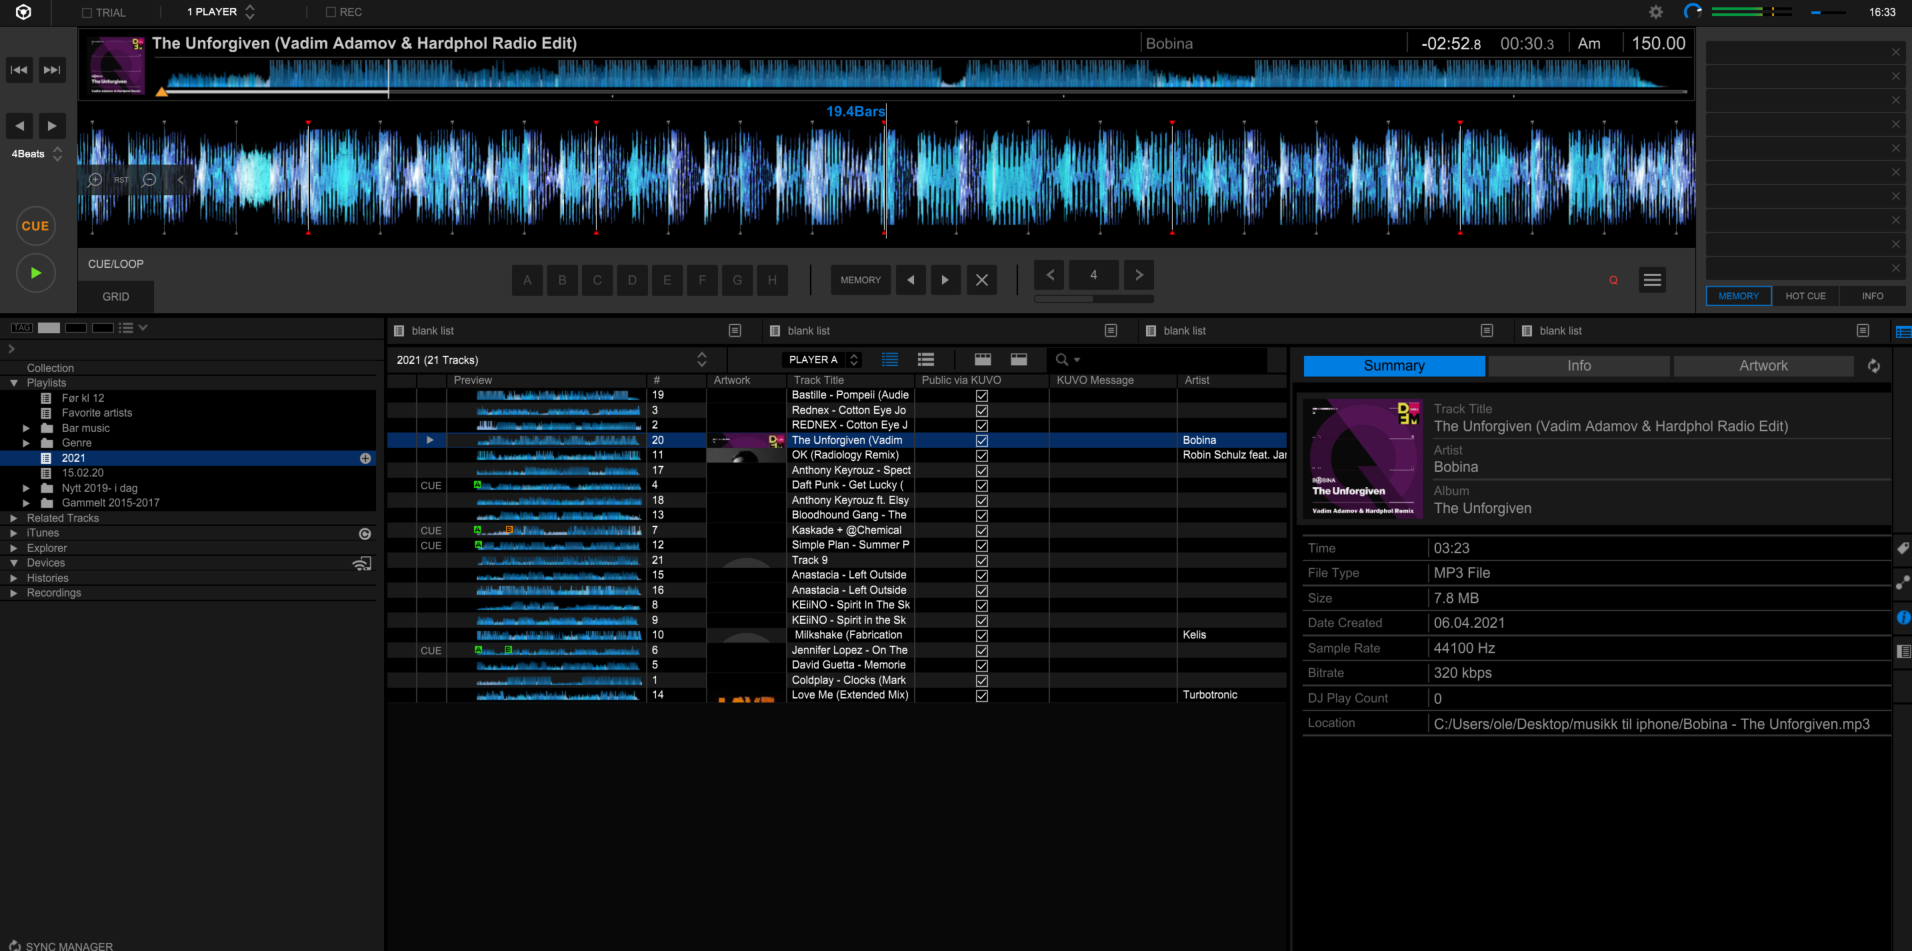 TRIAL
1 PLAYER
REC
16:33
The Unforgiven (Vadim Adamov & Hardphol Radio Edit)
Bobina
-02:52.8
00:30.3
Am
150.00
The Unforgiven
19.4Bars
4Beats
RST
CUE
CUE/LOOP
GRID
A B C D E F G H
MEMORY
4
Q
MEMORY
HOT CUE
INFO
TAG
Collection
Playlists
Før kl 12
Favorite artists
Bar music
Genre
2021
15.02.20
Nytt 2019- i dag
Gammelt 2015-2017
Related Tracks
iTunes
Explorer
Devices
Histories
Recordings
SYNC MANAGER
blank list
blank list
blank list
blank list
2021 (21 Tracks)
PLAYER A
Preview # Artwork Track Title Public via KUVO KUVO Message Artist
19 Bastille - Pompeii (Audie
3 Rednex - Cotton Eye Jo
2 REDNEX - Cotton Eye J
20 The Unforgiven (Vadim Bobina
11 OK (Radiology Remix) Robin Schulz feat. Jar
17 Anthony Keyrouz - Spect
CUE A 4 Daft Punk - Get Lucky (
18 Anthony Keyrouz ft. Elsy
13 Bloodhound Gang - The
CUE A B 7 Kaskade + @Chemical
CUE A 12 Simple Plan - Summer P
21 Track 9
15 Anastacia - Left Outside
16 Anastacia - Left Outside
8 KEiiNO - Spirit In The Sk
9 KEiiNO - Spirit in the Sk
10 Milkshake (Fabrication Kelis
CUE A B 6 Jennifer Lopez - On The
5 David Guetta - Memorie
1 Coldplay - Clocks (Mark
14 Love Me (Extended Mix) Turbotronic
Summary
Info
Artwork
BOBINA
The Unforgiven
Vadim Adamov & Hardphol Remix
Track Title
The Unforgiven (Vadim Adamov & Hardphol Radio Edit)
Artist
Bobina
Album
The Unforgiven
Time 03:23
File Type MP3 File
Size 7.8 MB
Date Created 06.04.2021
Sample Rate 44100 Hz
Bitrate 320 kbps
DJ Play Count 0
Location C:/Users/ole/Desktop/musikk til iphone/Bobina - The Unforgiven.mp3